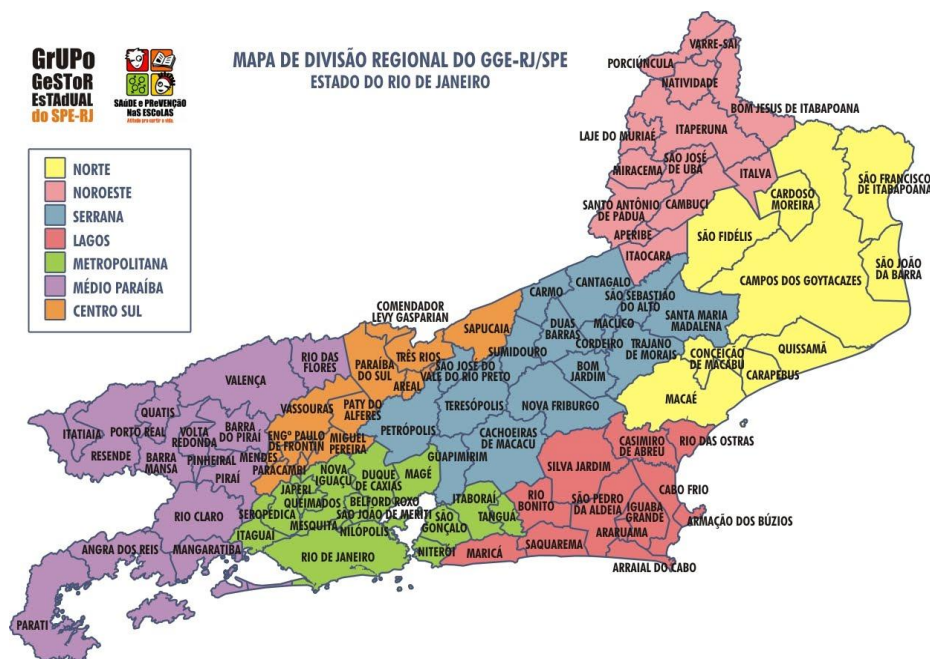 GrUPo
GeSToR
EsTAdUAL
do SPE-RJ
SAúDE e PReVENÇÃO
NaS ESCoLAS
Atitude pra curtir a vida
MAPA DE DIVISÃO REGIONAL DO GGE-RJ/SPE
ESTADO DO RIO DE JANEIRO
NORTE
NOROESTE
SERRANA
LAGOS
METROPOLITANA
MÉDIO PARAÍBA
CENTRO SUL
VARRE-SAI
PORCIÚNCULA
NATIVIDADE
BOM JESUS DE ITABAPOANA
LAJE DO MURIAÉ
ITAPERUNA
MIRACEMA
SÃO JOSÉ
DE UBA
ITALVA
SANTO ANTÔNIO
DE PÁDUA
CAMBUCI
APERIBE
ITAOCARA
CARDOSO
MOREIRA
SÃO FRANCISCO
DE ITABAPOANA
SÃO FIDÉLIS
CAMPOS DOS GOYTACAZES
SÃO JOÃO
DA BARRA
QUISSAMÃ
CONCEIÇÃO
DE MACABU
CARAPEBUS
MACAÉ
CARMO
CANTAGALO
SÃO SEBASTIÃO
DO ALTO
SANTA MARIA
MADALENA
DUAS
BARRAS
MACUCO
CORDEIRO
TRAJANO
DE MORAIS
SUMIDOURO
BOM
JARDIM
SÃO JOSÉ DO
VALE DO RIO PRETO
TERESÓPOLIS
NOVA FRIBURGO
PETRÓPOLIS
CACHOEIRAS
DE MACACU
GUAPIMIRIM
COMENDADOR
LEVY GASPARIAN
SAPUCAIA
TRÊS RIOS
PARAÍBA
DO SUL
AREAL
VASSOURAS
PATY DO
ALFERES
ENGº PAULO
DE FRONTIN
MIGUEL
PEREIRA
MENDES
PARACAMBI
RIO DAS
FLORES
VALENÇA
QUATIS
ITATIAIA
PORTO REAL
VOLTA
REDONDA
BARRA
DO PIRAÍ
RESENDE
BARRA
MANSA
PINHEIRAL
PIRAÍ
RIO CLARO
ANGRA DOS REIS
MANGARATIBA
PARATI
JAPERI
NOVA
IGUAÇU
DUQUE
DE CAXIAS
MAGÉ
QUEIMADOS
BELFORD ROXO
SEROPÉDICA
SÃO JOÃO DE MERITI
MESQUITA
NILÓPOLIS
ITAGUAÍ
RIO DE JANEIRO
ITABORAÍ
SÃO
GONÇALO
TANGUÁ
NITERÓI
CASIMIRO
DE ABREU
RIO DAS OSTRAS
SILVA JARDIM
CABO FRIO
RIO
BONITO
SÃO PEDRO
DA ALDEIA
IGUABA
GRANDE
ARMAÇÃO DOS BÚZIOS
MARICÁ
SAQUAREMA
ARARUAMA
ARRAIAL DO CABO